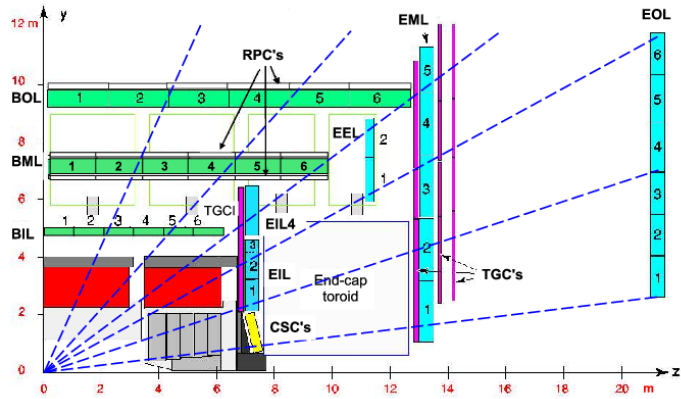 12 m y EML EOL
RPC's
10
BOL 1 2 3 4 5 6
5
6
5
8
EEL 2
4
4
BML 1 2 3 4 5 6
1
3
3
6
TGCI
1 2 3 4 5 6
EIL4
BIL
2
2
4
3
2 EIL
1
End-cap
toroid
TGC's
1
1
2
CSC's
0
0 2 4 6 8 10 12 14 16 18 20 m z